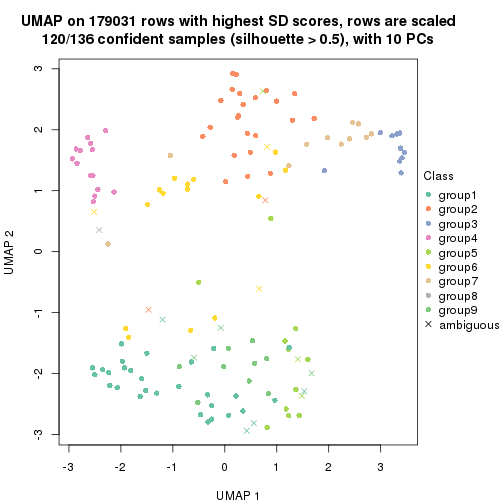 UMAP on 179031 rows with highest SD scores, rows are scaled
120/136 confident samples (silhouette > 0.5), with 10 PCs
3
2
1
0
-1
-2
-3
UMAP 2
-3
-2
-1
0
1
2
3
UMAP 1
Class
group1
group2
group3
group4
group5
group6
group7
group8
group9
ambiguous